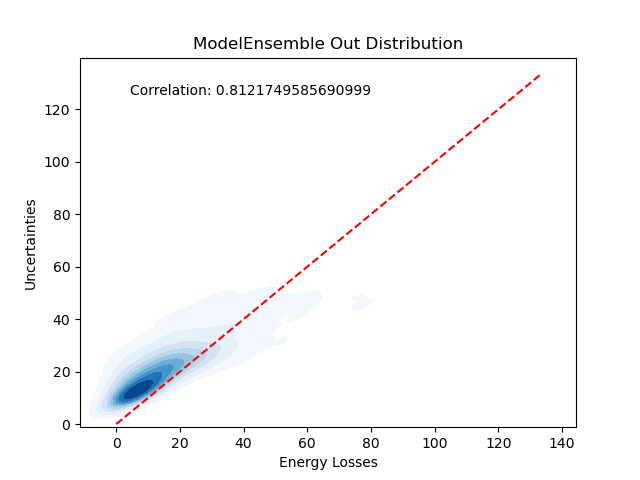 ModelEnsemble Out Distribution
Correlation: 0.8121749585690999
Uncertainties
120
100
80
60
40
20
0
0 20 40 60 80 100 120 140
Energy Losses